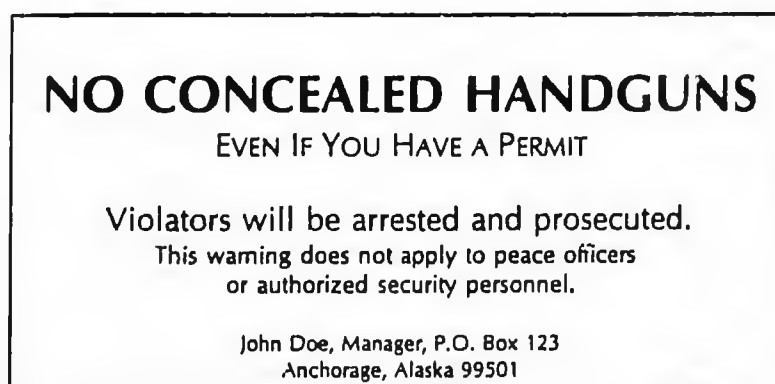 NO CONCEALED HANDGUNS
EVEN IF YOU HAVE A PERMIT
Violators will be arrested and prosecuted.
This warning does not apply to peace officers
or authorized security personnel.
John Doe, Manager, P.O. Box 123
Anchorage, Alaska 99501